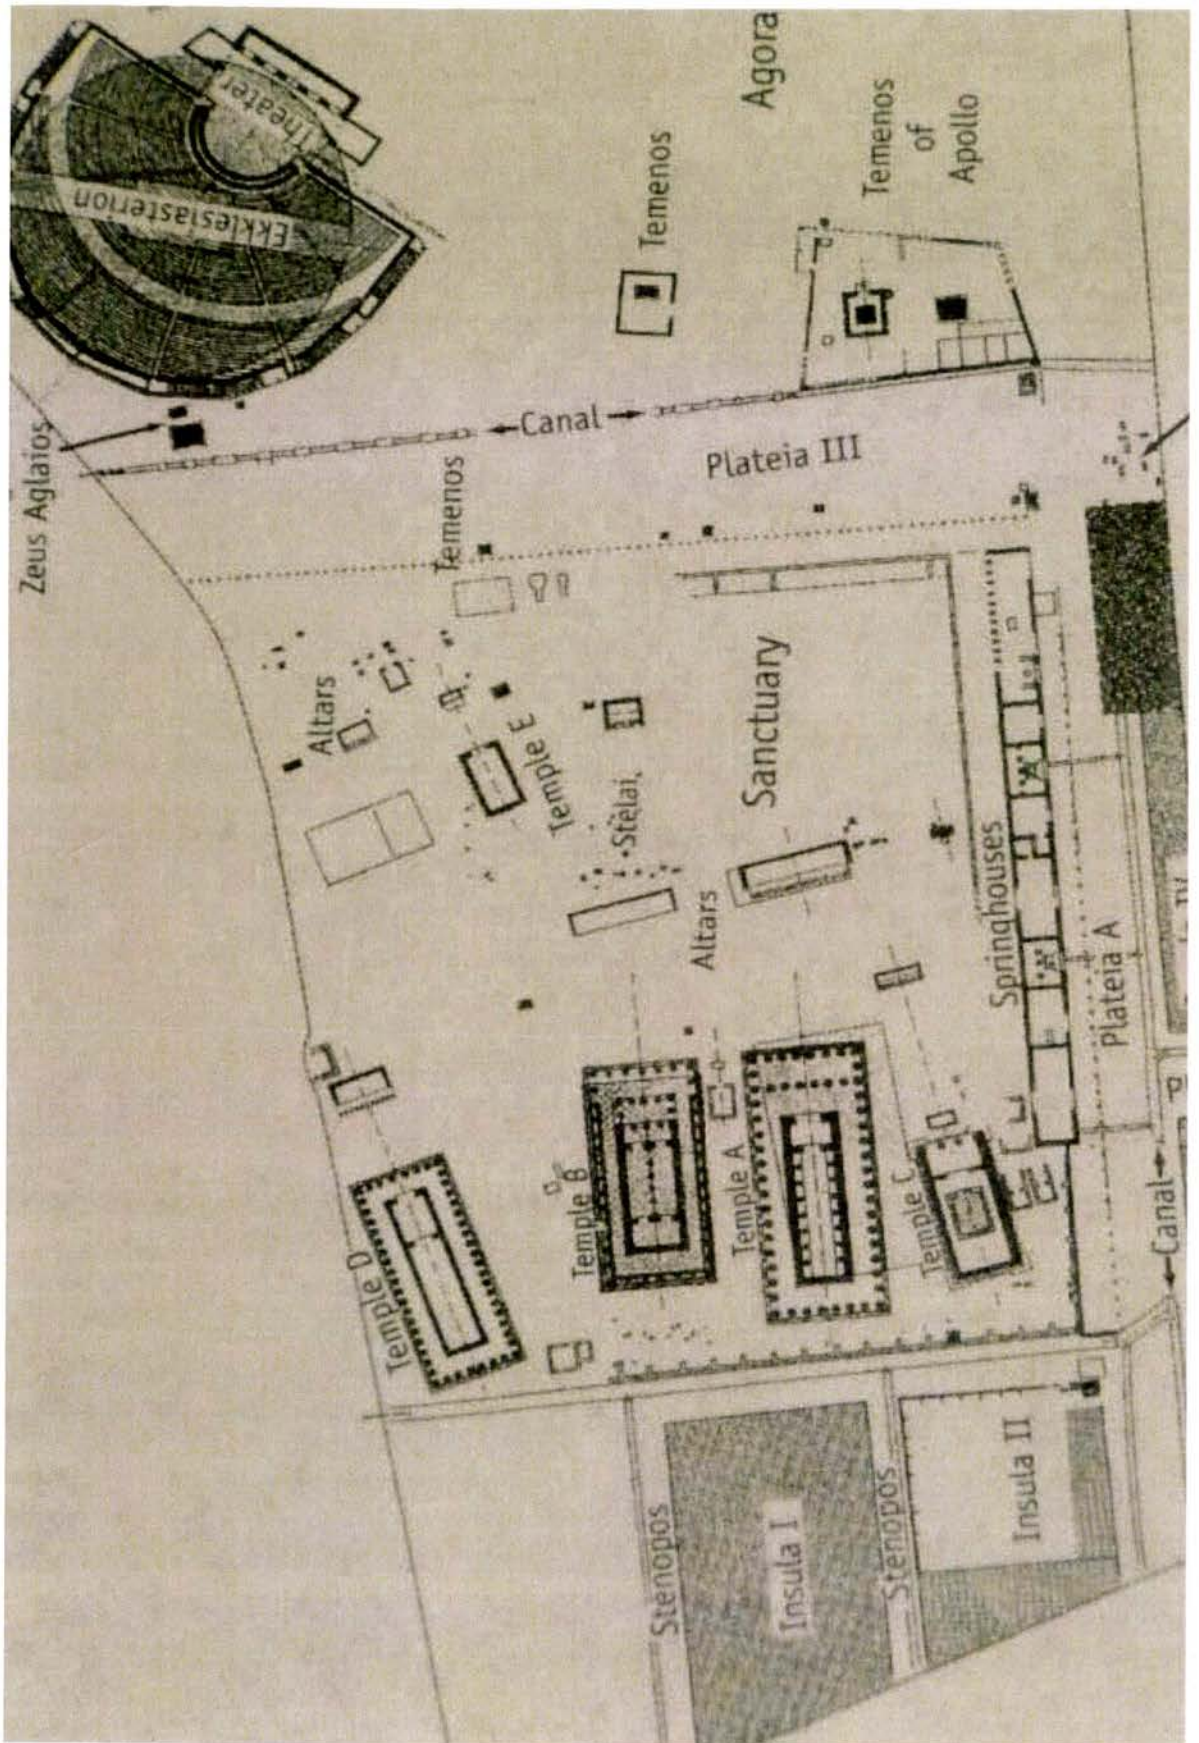 Theater
Ekklesiasterion
Zeus Aglaios
Agora
Temenos
Temenos
of
Apollo
←Canal→
Plateia III
Temenos
Altars
Temple E
Stèlai
Sanctuary
Altars
Springhouses
Plateia A
Temple D
Temple B
Temple A
Temple C
←Canal→
Stenopos
Insula I
Stenopos
Insula II